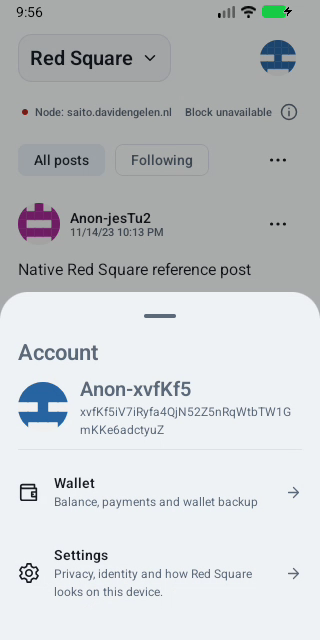 9:56
Red Square
Node: saito.davidengelen.nl Block unavailable
All posts Following
Anon-jesTu2
11/14/23 10:13 PM
Native Red Square reference post
Account
Anon-xvfKf5
xvfKf5iV7iRyfa4QjN52Z5nRqWtbTW1G
mKKe6adctyuZ
Wallet
Balance, payments and wallet backup
Settings
Privacy, identity and how Red Square
looks on this device.